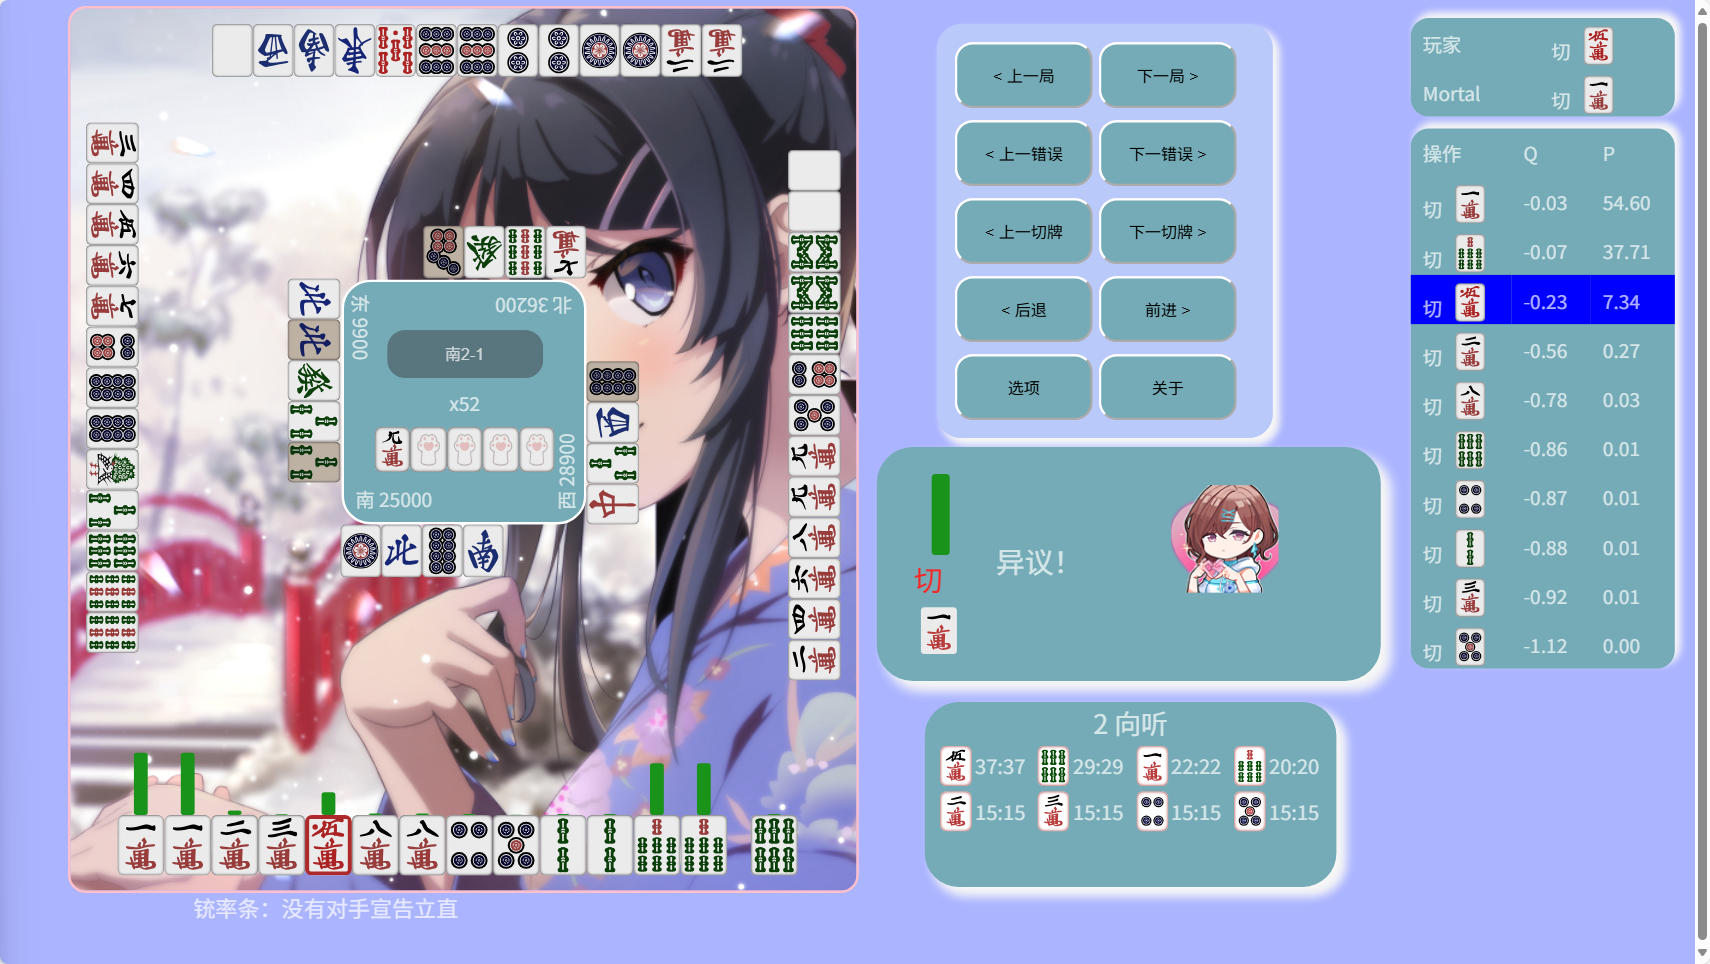 东 9900
北 36200
南2-1
x52
南 25000
西 28900
铳率条：没有对手宣告立直
< 上一局
下一局 >
< 上一错误
下一错误 >
< 上一切牌
下一切牌 >
< 后退
前进 >
选项
关于
切
异议！
2 向听
37:37
29:29
22:22
20:20
15:15
15:15
15:15
15:15
玩家 切
Mortal 切
操作 Q P
切 -0.03 54.60
切 -0.07 37.71
切 -0.23 7.34
切 -0.56 0.27
切 -0.78 0.03
切 -0.86 0.01
切 -0.87 0.01
切 -0.88 0.01
切 -0.92 0.01
切 -1.12 0.00